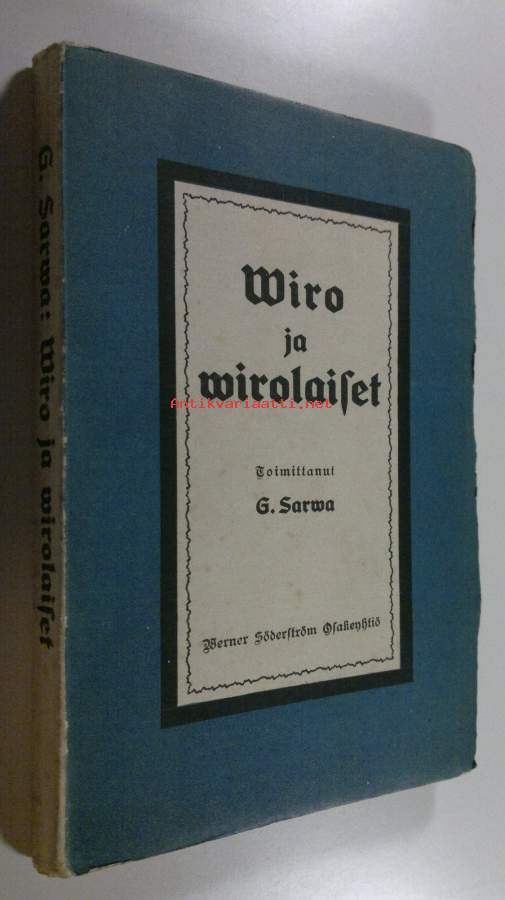 G. Sarwa: Wiro ja wirolaiſet
Wiro
ja
wirolaiſet
Antikvariaatti.net
Toimittanut
G. Sarwa
Werner Söderſtröm Oſakeyhtiö